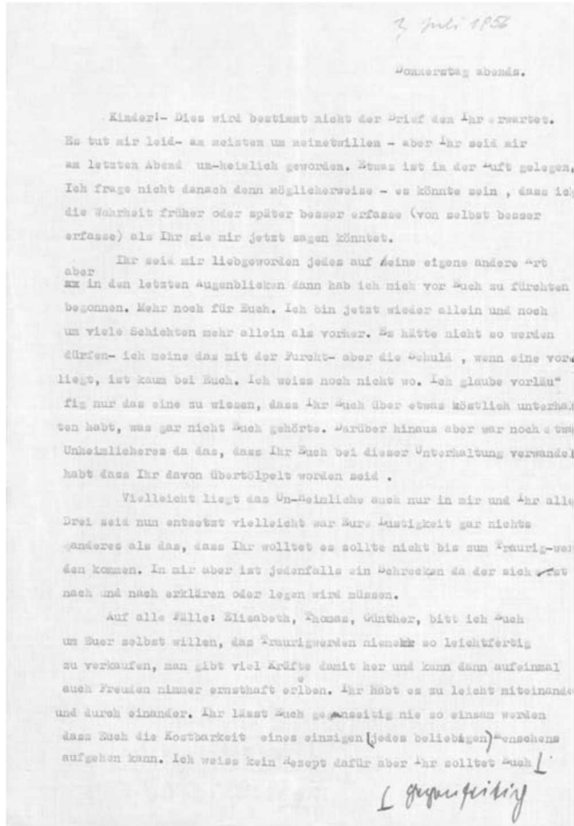 3. Juli 1956
Donnerstag abends.
Kinder!- Dies wird bestimmt nicht der Brief den Ihr erwartet.
Es tut mir leid- am meisten um meinetwillen - aber Ihr seid mir
am letzten Abend un-heimlich geworden. Etwas ist in der Luft gelegen,
Ich frage nicht danach denn möglicherweise - es könnte sein , dass ich
die Wahrheit früher oder später besser erfasse (von selbst besser
erfasse) als Ihr sie mir jetzt sagen könntet.
Ihr seid mir liebgeworden jedes auf seine eigene andere Art
aber
xx in den letzten Augenblicken dann hab ich mich vor Euch zu fürchten
begonnen. Mehr noch für Euch. Ich bin jetzt wieder allein und noch
um viele Schichten mehr allein als vorher. Es hätte nicht so werden
dürfen- ich meine das mit der Furcht- aber die Schuld , wenn eine vor
liegt, ist kaum bei Euch. Ich weiss noch nicht wo. Ich glaube vorläu"
fig nur das eine zu wissen, dass Ihr Euch über etwas köstlich unterhal
ten habt, was gar nicht Euch gehörte. Darüber hinaus aber war noch etwas
Unheimlicheres da das, dass Ihr Euch bei dieser Unterhaltung verwandel
habt dass Ihr davon übertölpelt worden seid .
Vielleicht liegt das Un-Heimliche auch nur in mir und Ihr alle
Drei seid nun entsetzt vielleicht war Eure Lustigkeit gar nichts
ganderes als das, dass Ihr wolltet es sollte nicht bis zum Traurig-wer
den kommen. In mir aber ist jedenfalls ein Schrecken da der sich erst
nach und nach erklären oder legen wird müssen.
Auf alle Fälle: Elisabeth, Thomas, Günther, bitt ich Euch
um Euer selbst willen, das Traurigwerden niemehr so leichtfertig
zu verkaufen, man gibt viel Kräfte damit her und kann dann aufeinmal
auch Freuden nimmer ernsthaft erleben. Ihr habt es zu leicht miteinande
und durch einander. Ihr lässt Euch gegenseitig nie so einsam werden
dass Euch die Kostbarkeit eines einzigen (jedes beliebigen) Menschens
aufgehen kann. Ich weiss kein Rezept dafür aber Ihr solltet Euch [
[ gegenseitig